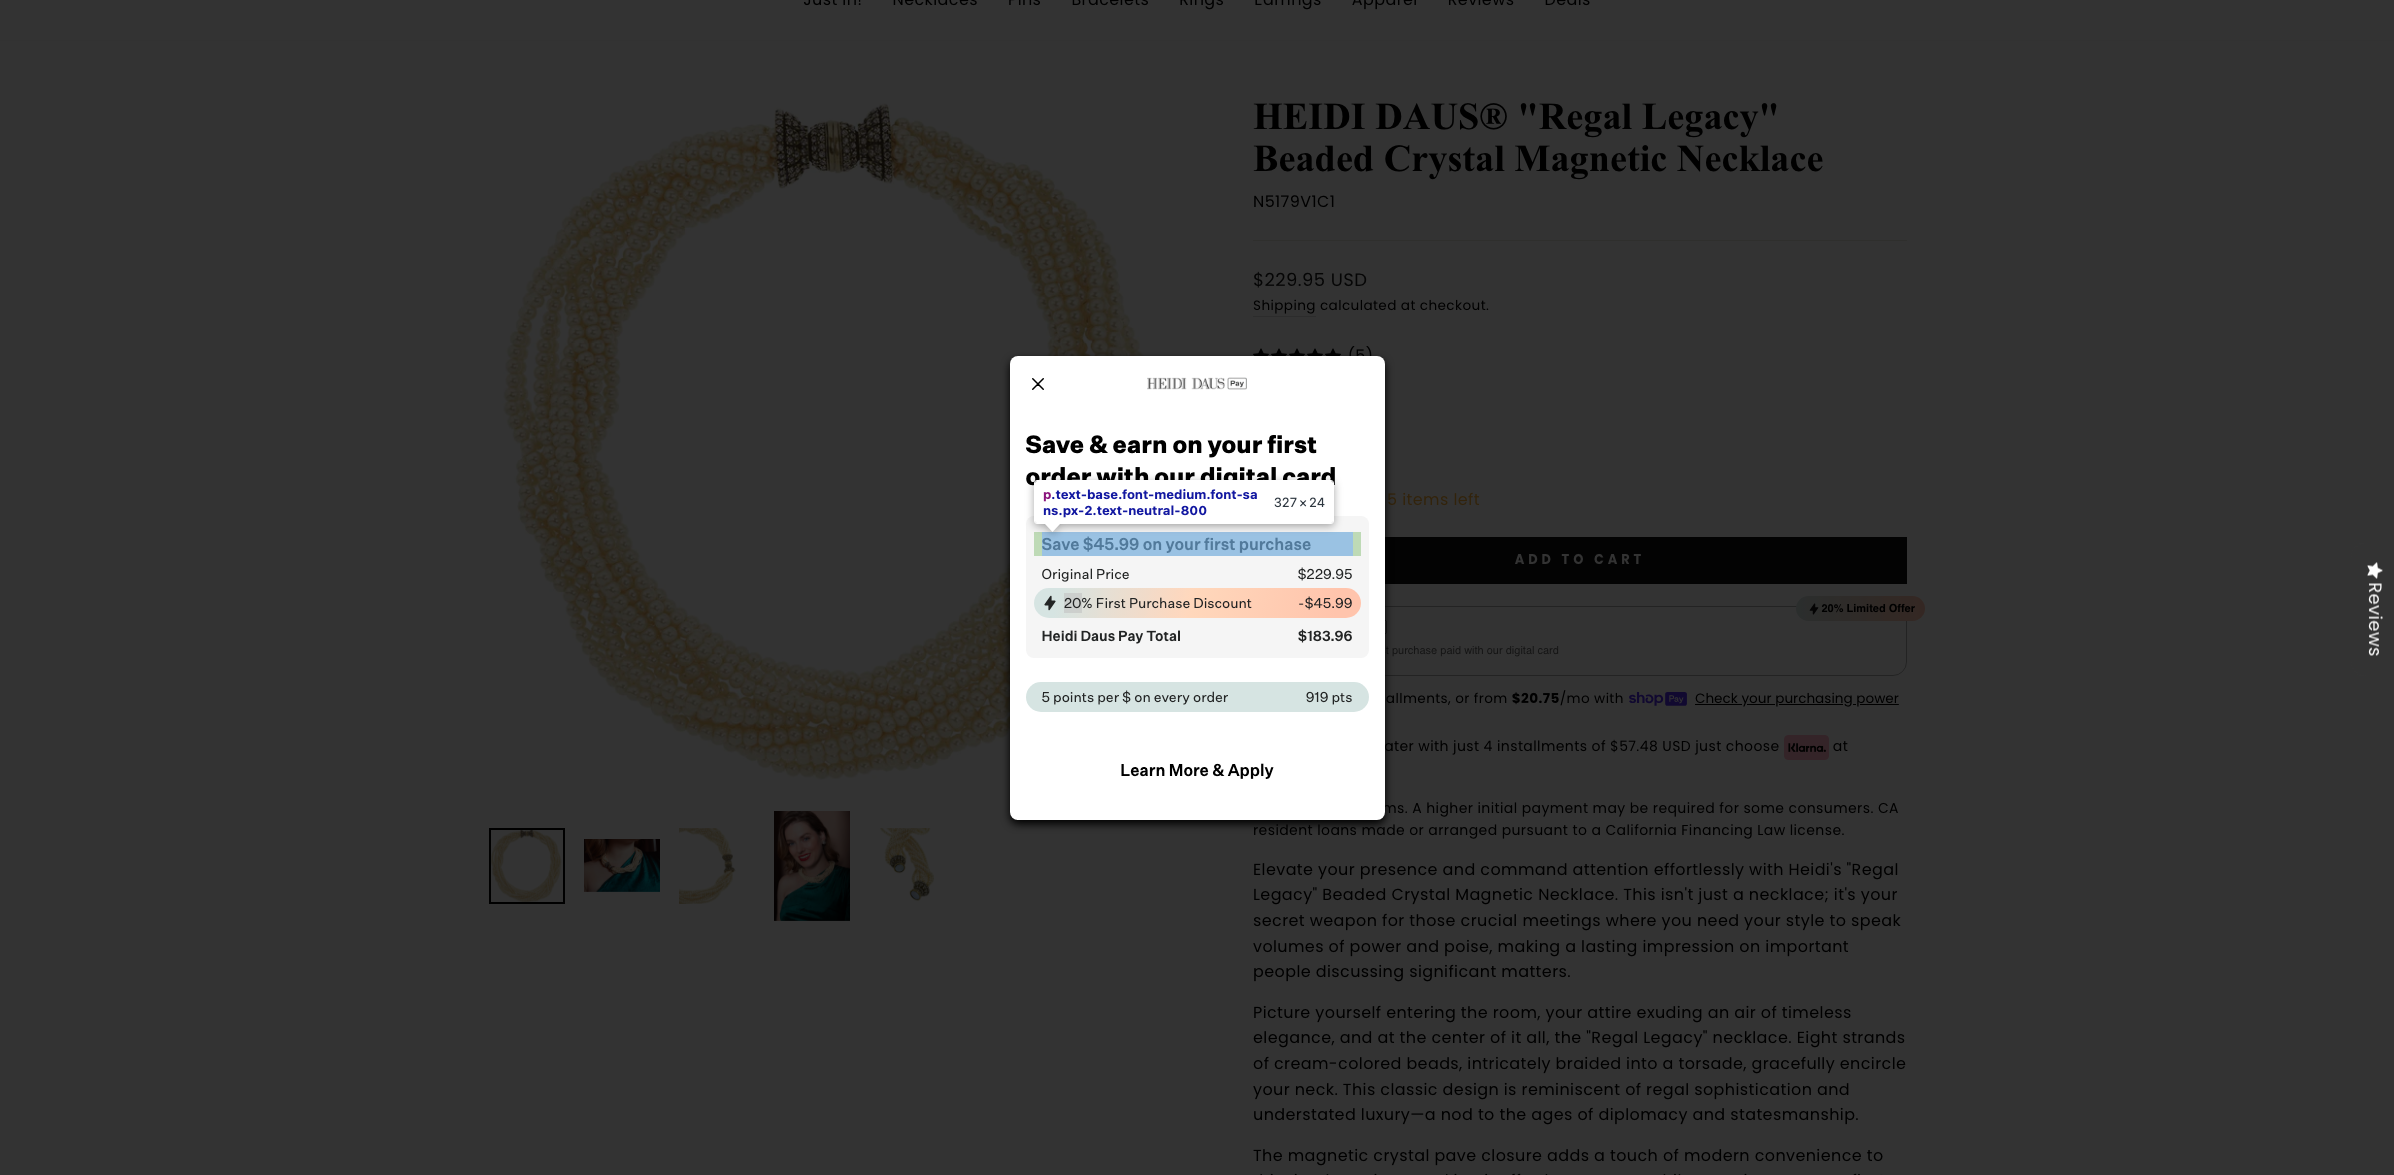 Just In! Necklaces Pins Bracelets Rings Earrings Apparel Reviews Deals
HEIDI DAUS® "Regal Legacy"
Beaded Crystal Magnetic Necklace
N5179V1C1
$229.95 USD
Shipping calculated at checkout.
(5)
HEIDI DAUS Pay
Save & earn on your first
order with our digital card
p.text-base.font-medium.font-sa
ns.px-2.text-neutral-800
327 × 24
Save $45.99 on your first purchase
Original Price $229.95
20% First Purchase Discount -$45.99
Heidi Daus Pay Total $183.96
5 points per $ on every order 919 pts
Learn More & Apply
5 items left
ADD TO CART
20% Limited Offer
purchase paid with our digital card
allments, or from $20.75/mo with shop Pay Check your purchasing power
ater with just 4 installments of $57.48 USD just choose Klarna. at
ms. A higher initial payment may be required for some consumers. CA
resident loans made or arranged pursuant to a California Financing Law license.
Elevate your presence and command attention effortlessly with Heidi's "Regal
Legacy" Beaded Crystal Magnetic Necklace. This isn't just a necklace; it's your
secret weapon for those crucial meetings where you need your style to speak
volumes of power and poise, making a lasting impression on important
people discussing significant matters.
Picture yourself entering the room, your attire exuding an air of timeless
elegance, and at the center of it all, the "Regal Legacy" necklace. Eight strands
of cream-colored beads, intricately braided into a torsade, gracefully encircle
your neck. This classic design is reminiscent of regal sophistication and
understated luxury—a nod to the ages of diplomacy and statesmanship.
The magnetic crystal pave closure adds a touch of modern convenience to
Reviews